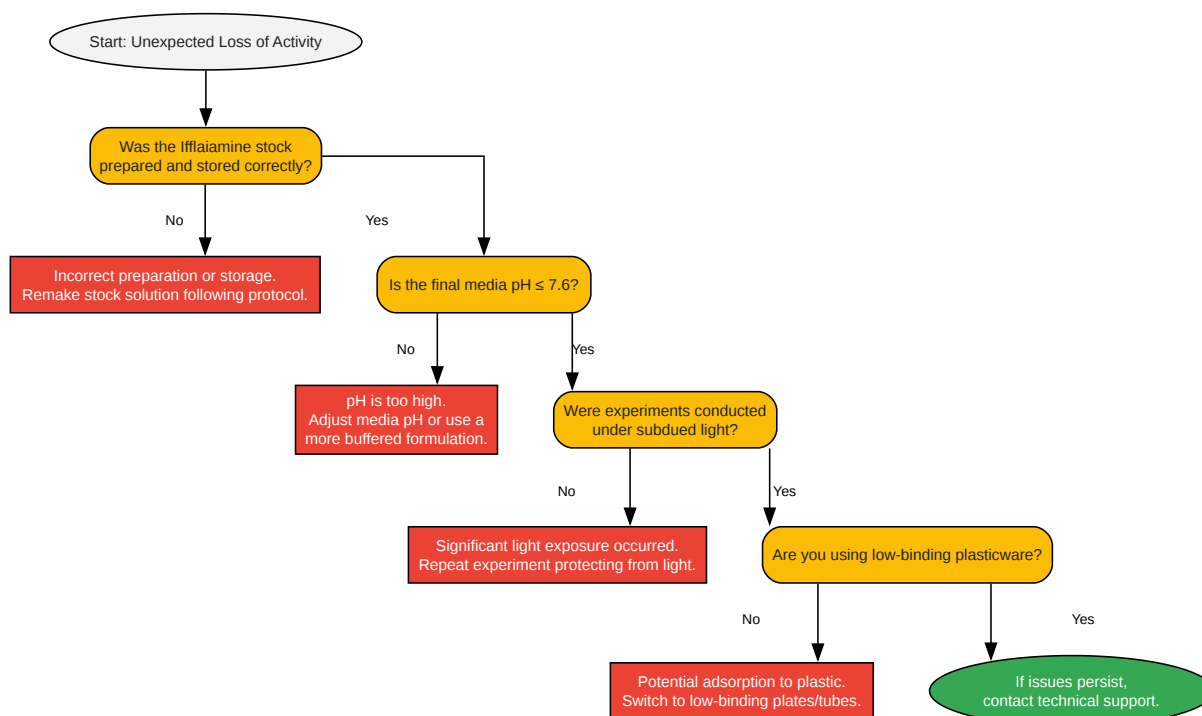 Start: Unexpected Loss of Activity
Was the Ifflaiamine stock
prepared and stored correctly?
No
Yes
Incorrect preparation or storage.
Remake stock solution following protocol.
Is the final media pH ≤ 7.6?
No
Yes
pH is too high.
Adjust media pH or use a
more buffered formulation.
Were experiments conducted
under subdued light?
No
Yes
Significant light exposure occurred.
Repeat experiment protecting from light.
Are you using low-binding plasticware?
No
Yes
Potential adsorption to plastic.
Switch to low-binding plates/tubes.
If issues persist,
contact technical support.